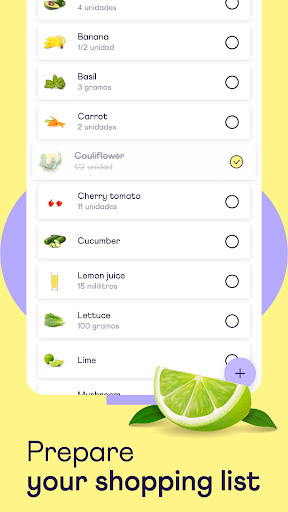 4 unidades
Banana
1/2 unidad
Basil
3 gramos
Carrot
2 unidades
Cauliflower
1/2 unidad
Cherry tomato
11 unidades
Cucumber
Lemon juice
15 mililitros
Lettuce
100 gramos
Lime
+
Mushroom
Prepare
your shopping list